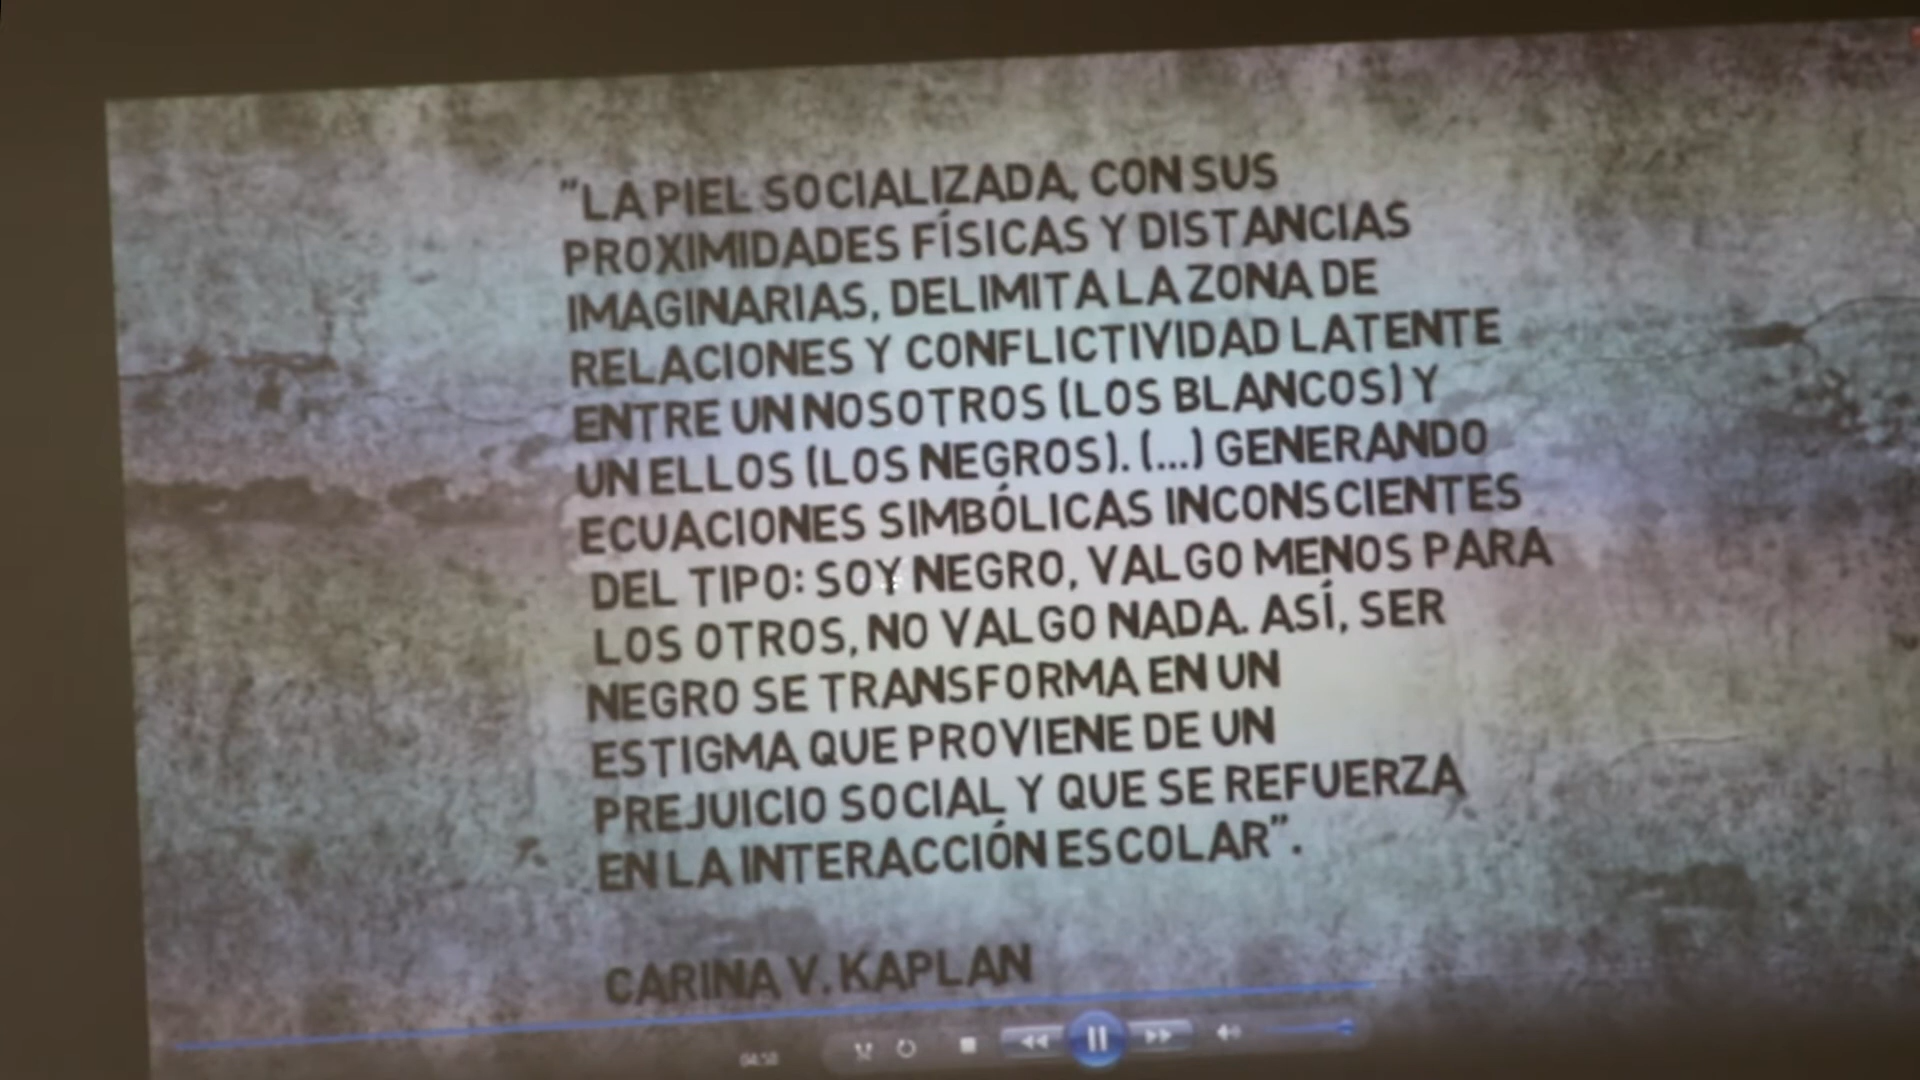 "LA PIEL SOCIALIZADA, CON SUS
PROXIMIDADES FÍSICAS Y DISTANCIAS
IMAGINARIAS, DELIMITA LA ZONA DE
RELACIONES Y CONFLICTIVIDAD LATENTE
ENTRE UN NOSOTROS (LOS BLANCOS) Y
UN ELLOS (LOS NEGROS). (...) GENERANDO
ECUACIONES SIMBÓLICAS INCONSCIENTES
DEL TIPO: SOY NEGRO, VALGO MENOS PARA
LOS OTROS, NO VALGO NADA. ASÍ, SER
NEGRO SE TRANSFORMA EN UN
ESTIGMA QUE PROVIENE DE UN
PREJUICIO SOCIAL Y QUE SE REFUERZA
EN LA INTERACCIÓN ESCOLAR".
CARINA V. KAPLAN
04:50